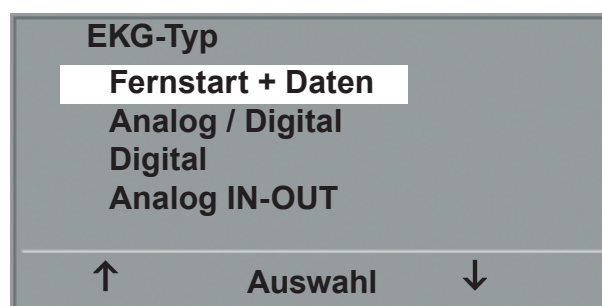 EKG-Typ
Fernstart + Daten
Analog / Digital
Digital
Analog IN-OUT
↑ Auswahl ↓